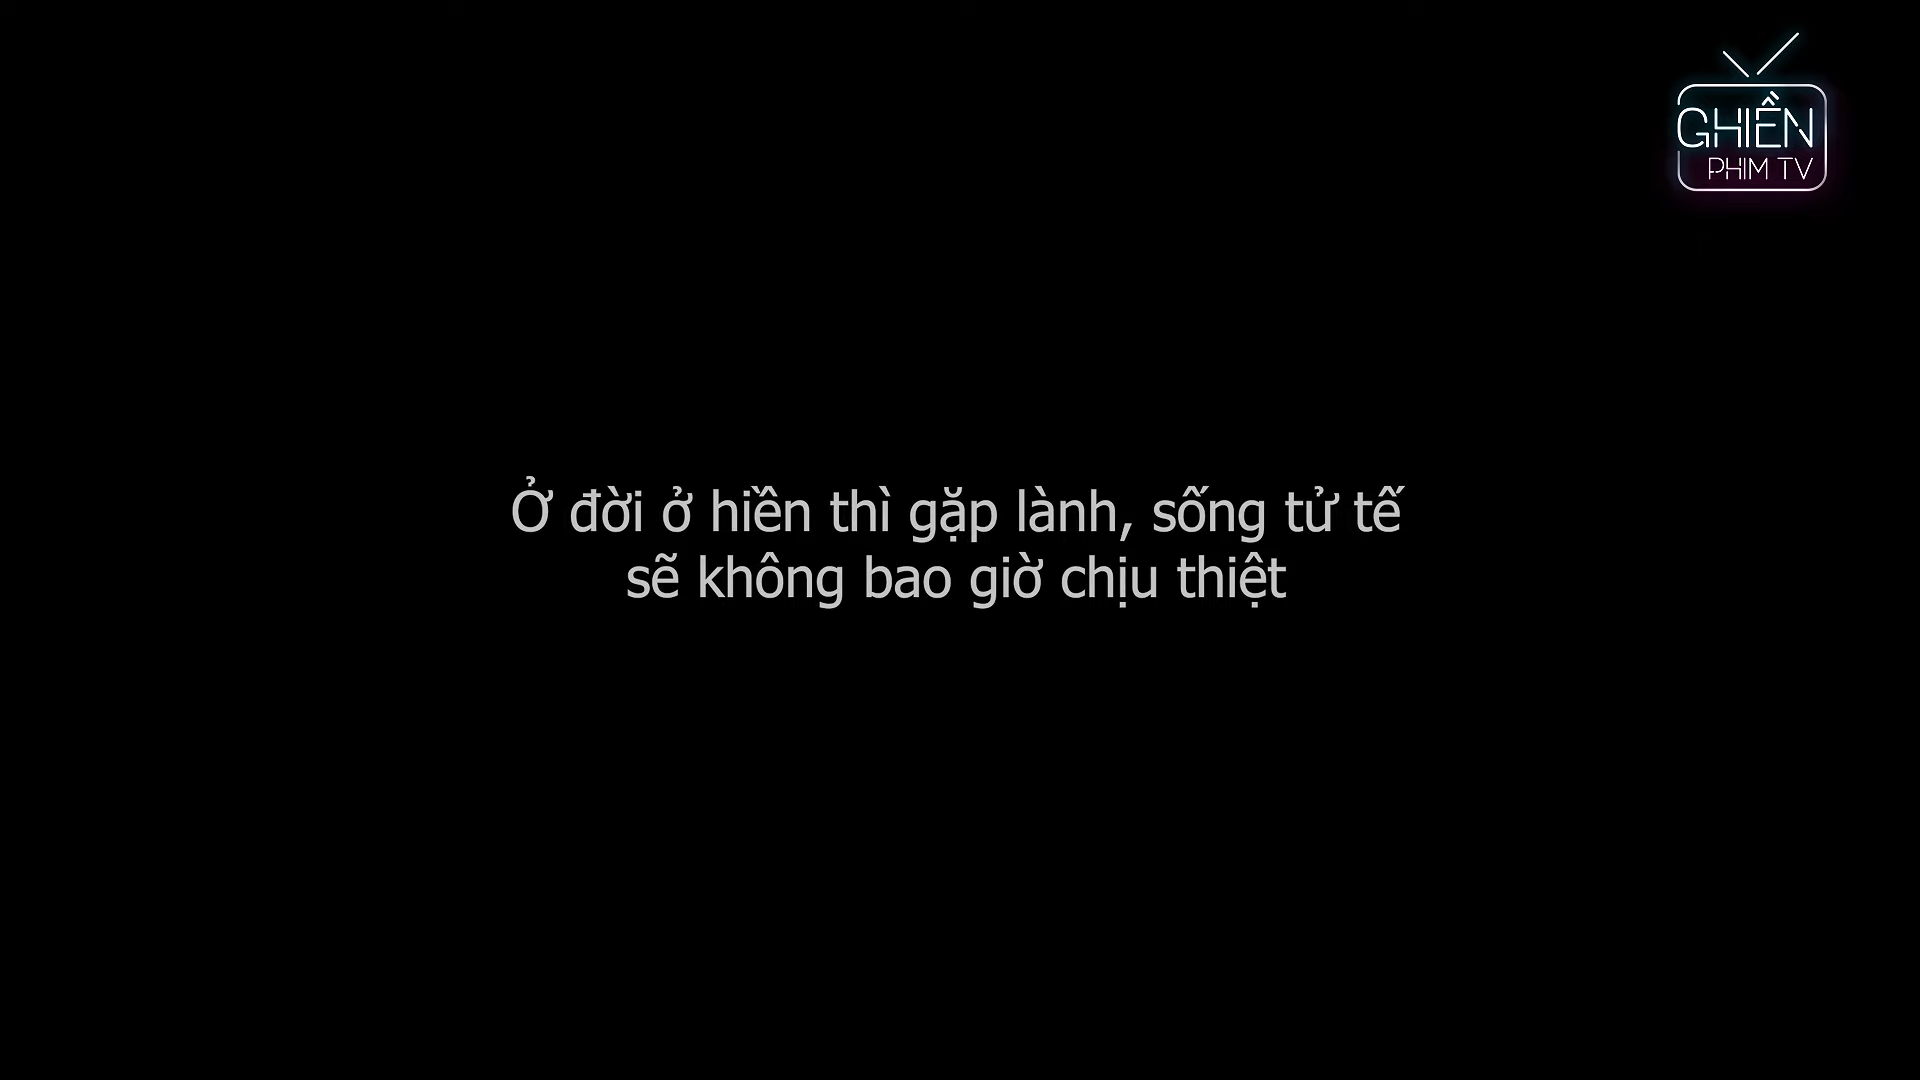 GHIỀN
PHIM TV
Ở đời ở hiền thì gặp lành, sống tử tế
sẽ không bao giờ chịu thiệt